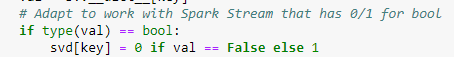 # Adapt to work with Spark Stream that has 0/1 for bool
if type(val) == bool:
svd[key] = 0 if val == False else 1